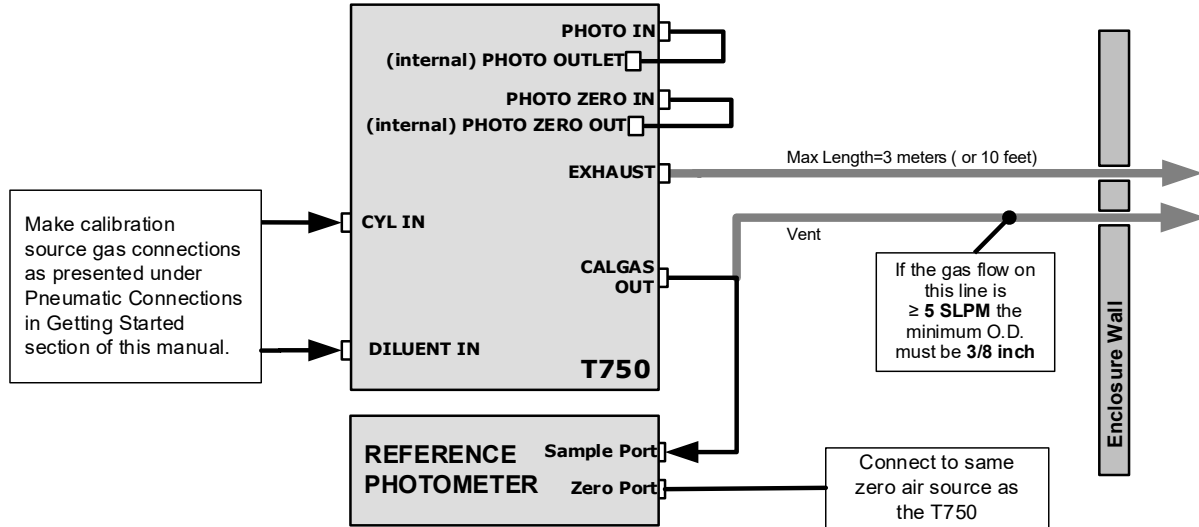 PHOTO IN
(internal) PHOTO OUTLET
PHOTO ZERO IN
(internal) PHOTO ZERO OUT
EXHAUST
Max Length=3 meters ( or 10 feet)
Make calibration
source gas connections
as presented under
Pneumatic Connections
in Getting Started
section of this manual.
CYL IN
Vent
CALGAS
OUT
If the gas flow on
this line is
≥ 5 SLPM the
minimum O.D.
must be 3/8 inch
Enclosure Wall
DILUENT IN
T750
REFERENCE
PHOTOMETER
Sample Port
Zero Port
Connect to same
zero air source as
the T750